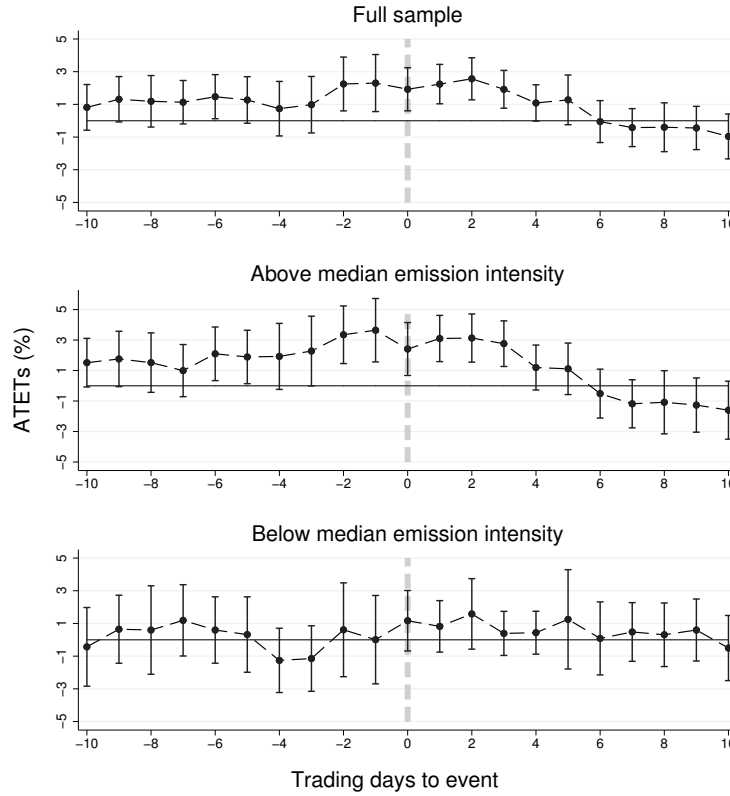 Full sample
5
3
1
−1
−3
−5
−10 −8 −6 −4 −2 0 2 4 6 8 10
Above median emission intensity
5
3
1
−1
−3
−5
−10 −8 −6 −4 −2 0 2 4 6 8 10
ATETs (%)
Below median emission intensity
5
3
1
−1
−3
−5
−10 −8 −6 −4 −2 0 2 4 6 8 10
Trading days to event